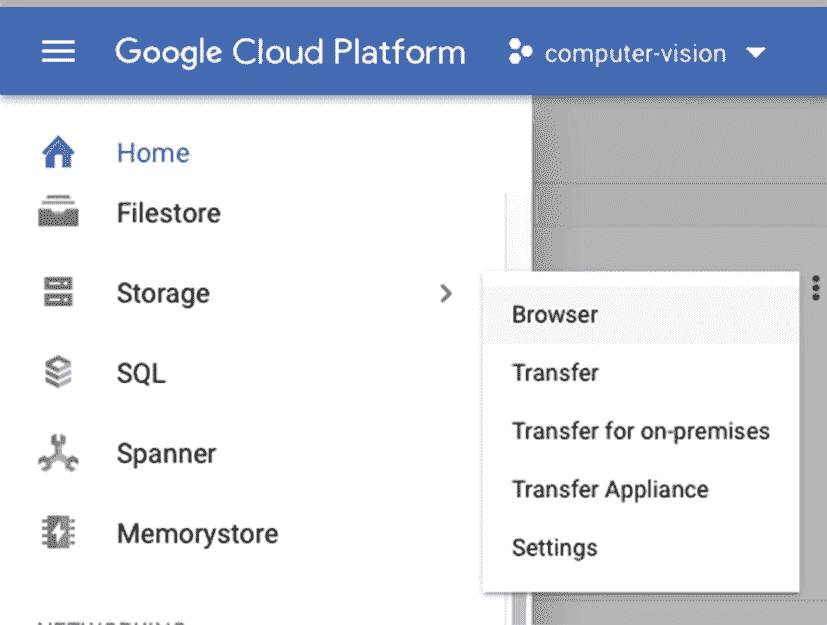 Google Cloud Platform
computer-vision
Home
Filestore
Storage
SQL
Spanner
Memorystore
Browser
Transfer
Transfer for on-premises
Transfer Appliance
Settings